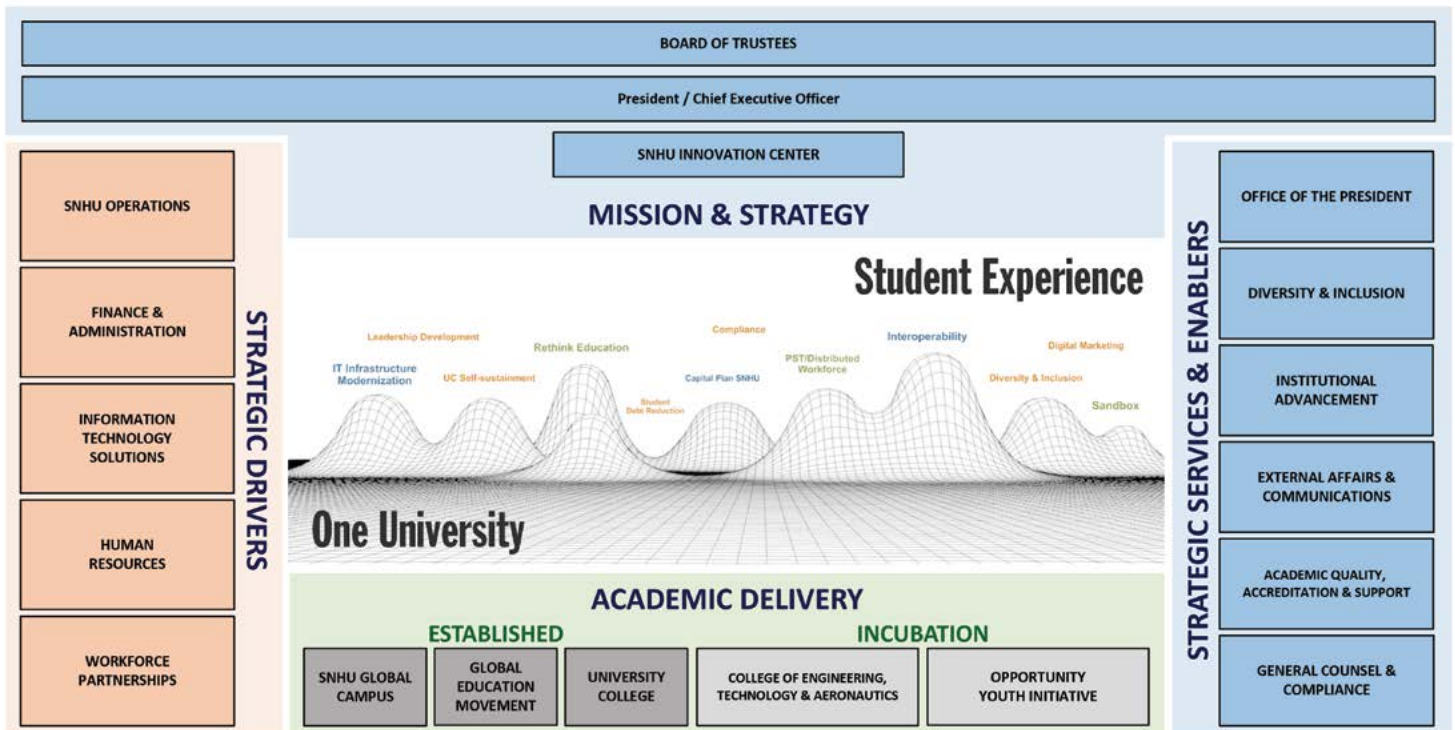 BOARD OF TRUSTEES
President / Chief Executive Officer
SNHU INNOVATION CENTER
MISSION & STRATEGY
SNHU OPERATIONS
FINANCE &
ADMINISTRATION
INFORMATION
TECHNOLOGY
SOLUTIONS
HUMAN
RESOURCES
WORKFORCE
PARTNERSHIPS
STRATEGIC DRIVERS
Student Experience
Leadership Development
IT Infrastructure
Modernization
UC Self-sustainment
Rethink Education
Student
Debt Reduction
Compliance
Capital Plan SNHU
PST/Distributed
Workforce
Interoperability
Diversity & Inclusion
Digital Marketing
Sandbox
One University
ACADEMIC DELIVERY
ESTABLISHED
INCUBATION
SNHU GLOBAL
CAMPUS
GLOBAL
EDUCATION
MOVEMENT
UNIVERSITY
COLLEGE
COLLEGE OF ENGINEERING,
TECHNOLOGY & AERONAUTICS
OPPORTUNITY
YOUTH INITIATIVE
STRATEGIC SERVICES & ENABLERS
OFFICE OF THE PRESIDENT
DIVERSITY & INCLUSION
INSTITUTIONAL
ADVANCEMENT
EXTERNAL AFFAIRS &
COMMUNICATIONS
ACADEMIC QUALITY,
ACCREDITATION & SUPPORT
GENERAL COUNSEL &
COMPLIANCE